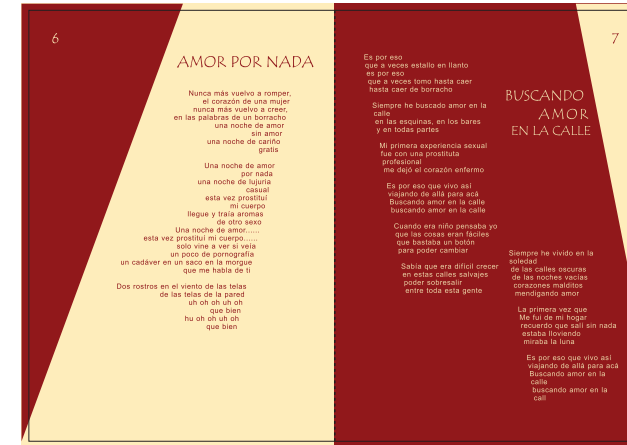 6
AMOR POR NADA
Nunca más vuelvo a romper,
el corazón de una mujer
nunca más vuelvo a creer,
en las palabras de un borracho
una noche de amor
sin amor
una noche de cariño
gratis
Una noche de amor
por nada
una noche de lujuria
casual
esta vez prostituí
mi cuerpo
llegue y traía aromas
de otro sexo
Una noche de amor......
esta vez prostituí mi cuerpo......
solo vine a ver si veía
un poco de pornografía
un cadáver en un saco en la morgue
que me habla de ti
Dos rostros en el viento de las telas
de las telas de la pared
uh oh oh uh oh
que bien
hu oh oh uh oh
que bien
7
BUSCANDO
AMOR
EN LA CALLE
Es por eso
que a veces estallo en llanto
es por eso
que a veces tomo hasta caer
hasta caer de borracho
Siempre he buscado amor en la
calle
en las esquinas, en los bares
y en todas partes
Mi primera experiencia sexual
fue con una prostituta
profesional
me dejó el corazón enfermo
Es por eso que vivo así
viajando de allá para acá
Buscando amor en la calle
buscando amor en la calle
Cuando era niño pensaba yo
que las cosas eran fáciles
que bastaba un botón
para poder cambiar
Sabía que era difícil crecer
en estas calles salvajes
poder sobresalir
entre toda esta gente
Siempre he vivido en la
soledad
de las calles oscuras
de las noches vacías
corazones malditos
mendigando amor
La primera vez que
Me fui de mi hogar
recuerdo que salí sin nada
estaba lloviendo
miraba la luna
Es por eso que vivo así
viajando de allá para acá
Buscando amor en la
calle
buscando amor en la
call